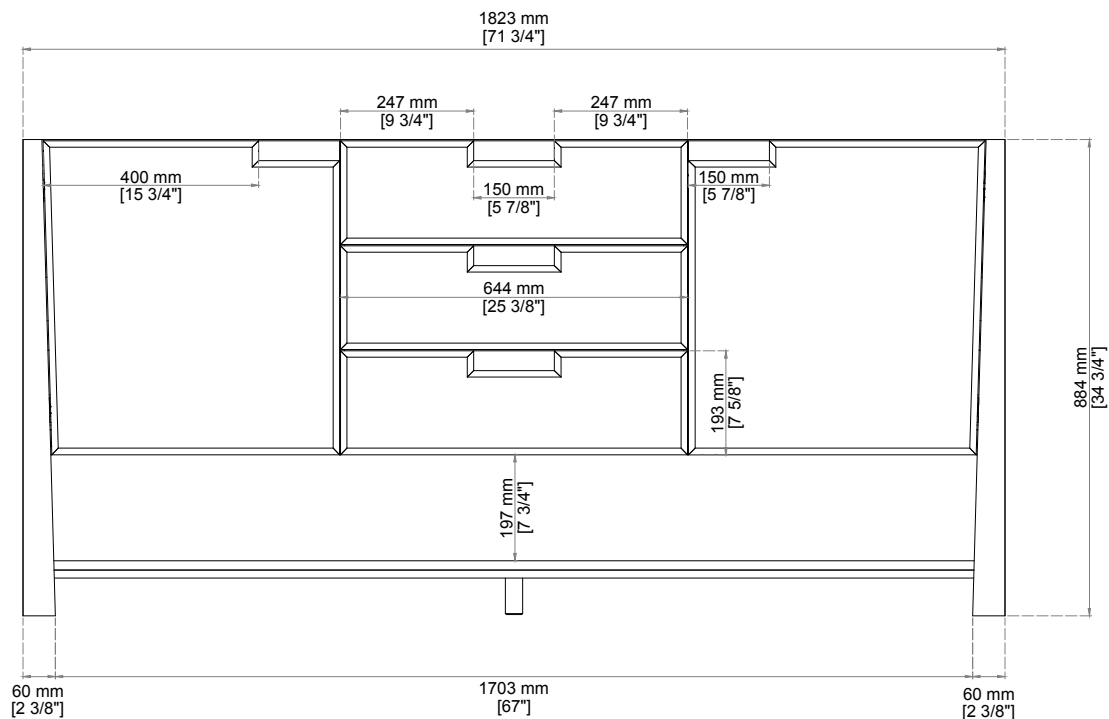 1823 mm
[71 3/4"]
247 mm
[9 3/4"]
247 mm
[9 3/4"]
400 mm
[15 3/4"]
150 mm
[5 7/8"]
150 mm
[5 7/8"]
644 mm
[25 3/8"]
193 mm
[7 5/8"]
884 mm
[34 3/4"]
197 mm
[7 3/4"]
60 mm
[2 3/8"]
1703 mm
[67"]
60 mm
[2 3/8"]